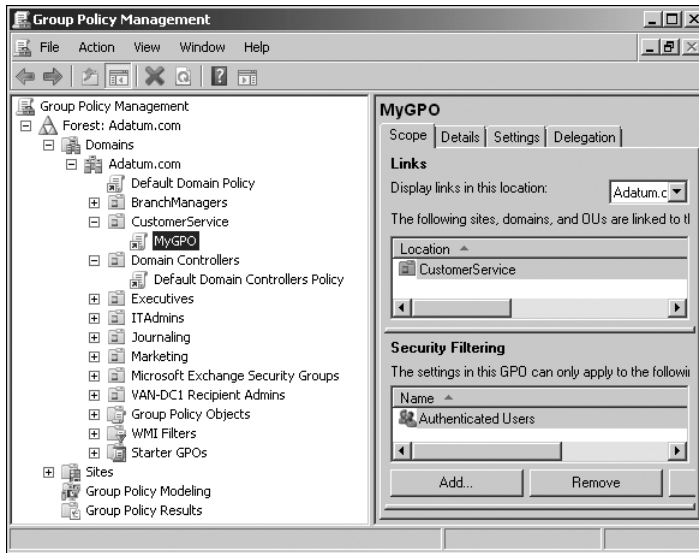 Group Policy Management
File Action View Window Help
Group Policy Management
Forest: Adatum.com
Domains
Adatum.com
Default Domain Policy
BranchManagers
CustomerService
MyGPO
Domain Controllers
Default Domain Controllers Policy
Executives
ITAdmins
Journaling
Marketing
Microsoft Exchange Security Groups
VAN-DC1 Recipient Admins
Group Policy Objects
WMI Filters
Starter GPOs
Sites
Group Policy Modeling
Group Policy Results
MyGPO
Scope Details Settings Delegation
Links
Display links in this location: Adatum.c
The following sites, domains, and OUs are linked to
Location
CustomerService
Security Filtering
The settings in this GPO can only apply to the
Name
Authenticated Users
Add... Remove